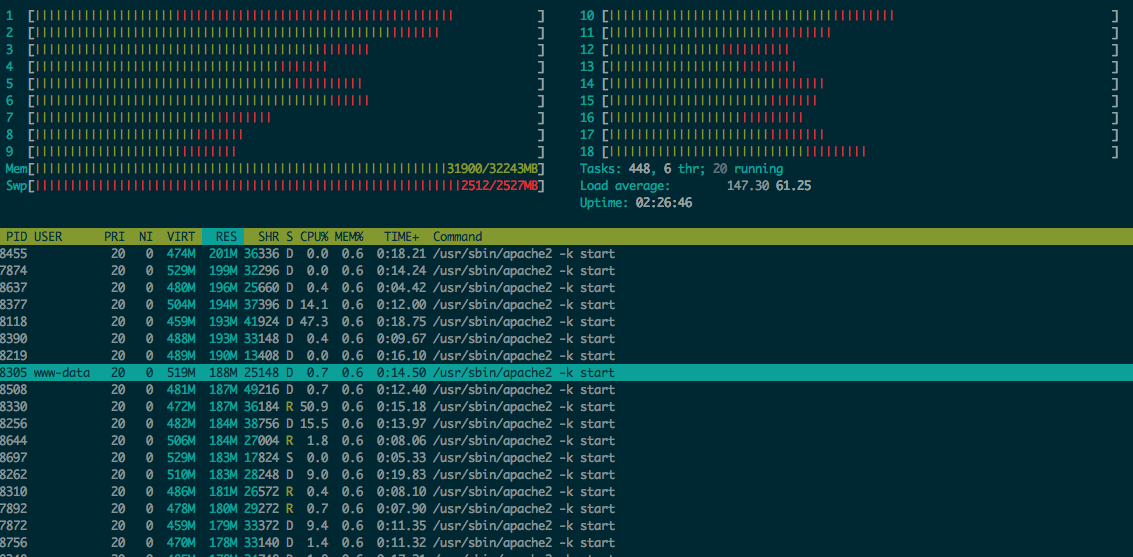 1 [ ] 10 [ ]
2 [ ] 11 [ ]
3 [ ] 12 [ ]
4 [ ] 13 [ ]
5 [ ] 14 [ ]
6 [ ] 15 [ ]
7 [ ] 16 [ ]
8 [ ] 17 [ ]
9 [ ] 18 [ ]
Mem[31900/32243MB] Tasks: 448, 6 thr; 20 running
Swp[2512/2527MB] Load average: 147.30 61.25
Uptime: 02:26:46
PID USER PRI NI VIRT RES SHR S CPU% MEM% TIME+ Command
8455 20 0 474M 201M 36336 D 0.0 0.6 0:18.21 /usr/sbin/apache2 -k start
7874 20 0 529M 199M 32296 D 0.0 0.6 0:14.24 /usr/sbin/apache2 -k start
8637 20 0 480M 196M 25660 D 0.4 0.6 0:04.42 /usr/sbin/apache2 -k start
8377 20 0 504M 194M 37396 D 14.1 0.6 0:12.00 /usr/sbin/apache2 -k start
8118 20 0 459M 193M 41924 D 47.3 0.6 0:18.75 /usr/sbin/apache2 -k start
8390 20 0 488M 193M 33148 D 0.4 0.6 0:09.67 /usr/sbin/apache2 -k start
8219 20 0 489M 190M 13408 D 0.0 0.6 0:16.10 /usr/sbin/apache2 -k start
8305 www-data 20 0 519M 188M 25148 D 0.7 0.6 0:14.50 /usr/sbin/apache2 -k start
8508 20 0 481M 187M 49216 D 0.7 0.6 0:12.40 /usr/sbin/apache2 -k start
8330 20 0 472M 187M 36184 R 50.9 0.6 0:15.18 /usr/sbin/apache2 -k start
8256 20 0 482M 184M 38756 D 15.5 0.6 0:13.97 /usr/sbin/apache2 -k start
8644 20 0 506M 184M 27004 R 1.8 0.6 0:08.06 /usr/sbin/apache2 -k start
8697 20 0 529M 183M 17824 S 0.0 0.6 0:05.33 /usr/sbin/apache2 -k start
8262 20 0 510M 183M 28248 D 9.0 0.6 0:19.83 /usr/sbin/apache2 -k start
8310 20 0 486M 181M 26572 R 0.4 0.6 0:08.10 /usr/sbin/apache2 -k start
7892 20 0 478M 180M 29272 R 0.7 0.6 0:07.90 /usr/sbin/apache2 -k start
7872 20 0 459M 179M 33372 D 9.4 0.6 0:11.35 /usr/sbin/apache2 -k start
8756 20 0 470M 178M 33140 D 1.4 0.6 0:11.32 /usr/sbin/apache2 -k start